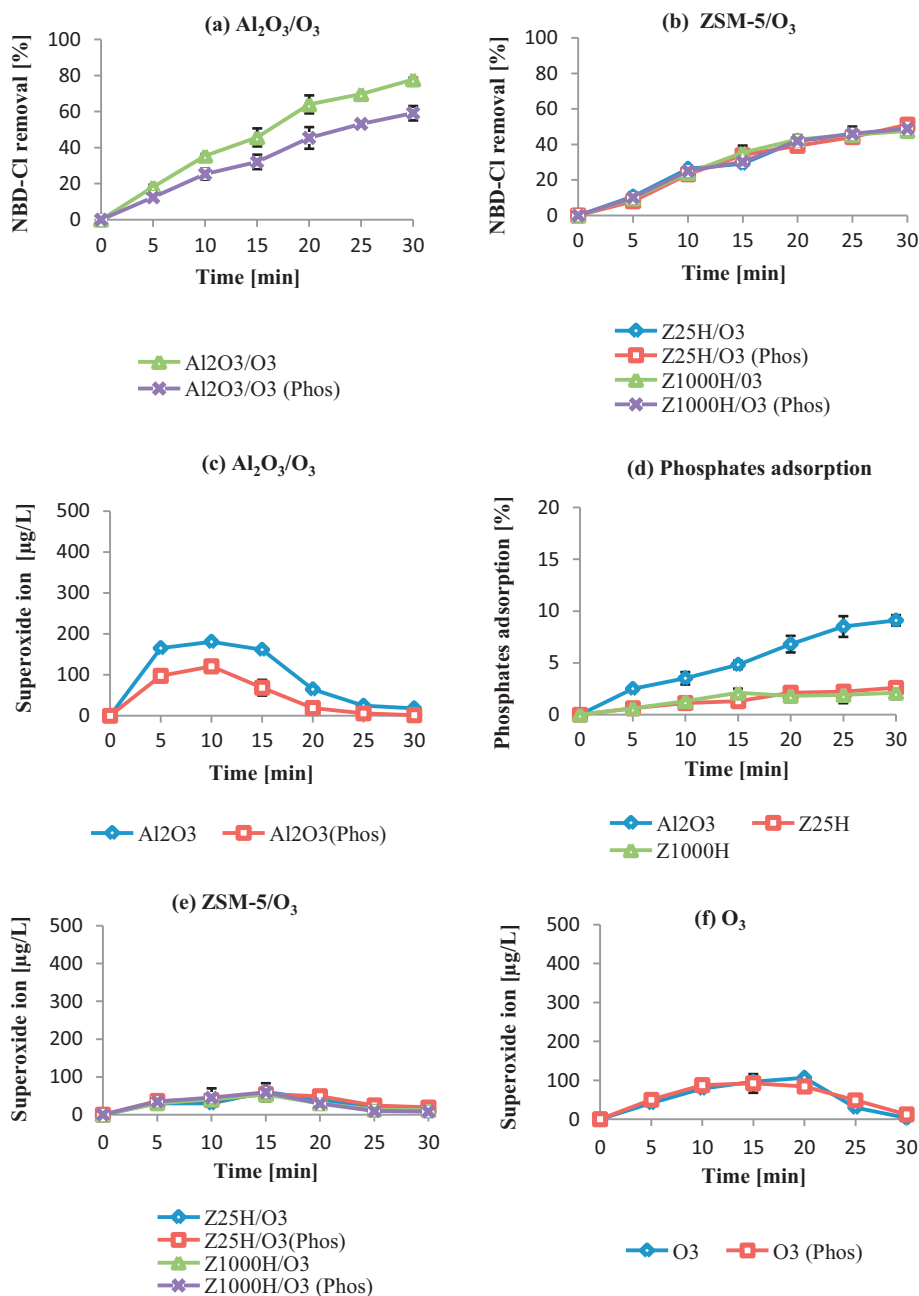 (a) Al₂O₃/O₃
NBD-Cl removal [%]
100
80
60
40
20
0
0 5 10 15 20 25 30
Time [min]
Al2O3/O3
Al2O3/O3 (Phos)
(b) ZSM-5/O₃
NBD-Cl removal [%]
100
80
60
40
20
0
0 5 10 15 20 25 30
Time [min]
Z25H/O3
Z25H/O3 (Phos)
Z1000H/03
Z1000H/O3 (Phos)
(c) Al₂O₃/O₃
Superoxide ion [µg/L]
500
400
300
200
100
0
0 5 10 15 20 25 30
Time [min]
Al2O3 Al2O3(Phos)
(d) Phosphates adsorption
Phosphates adsorption [%]
20
15
10
5
0
0 5 10 15 20 25 30
Time [min]
Al2O3 Z25H
Z1000H
(e) ZSM-5/O₃
Superoxide ion [µg/L]
500
400
300
200
100
0
0 5 10 15 20 25 30
Time [min]
Z25H/O3
Z25H/O3(Phos)
Z1000H/O3
Z1000H/O3 (Phos)
(f) O₃
Superoxide ion [µg/L]
500
400
300
200
100
0
0 5 10 15 20 25 30
Time [min]
O3 O3 (Phos)